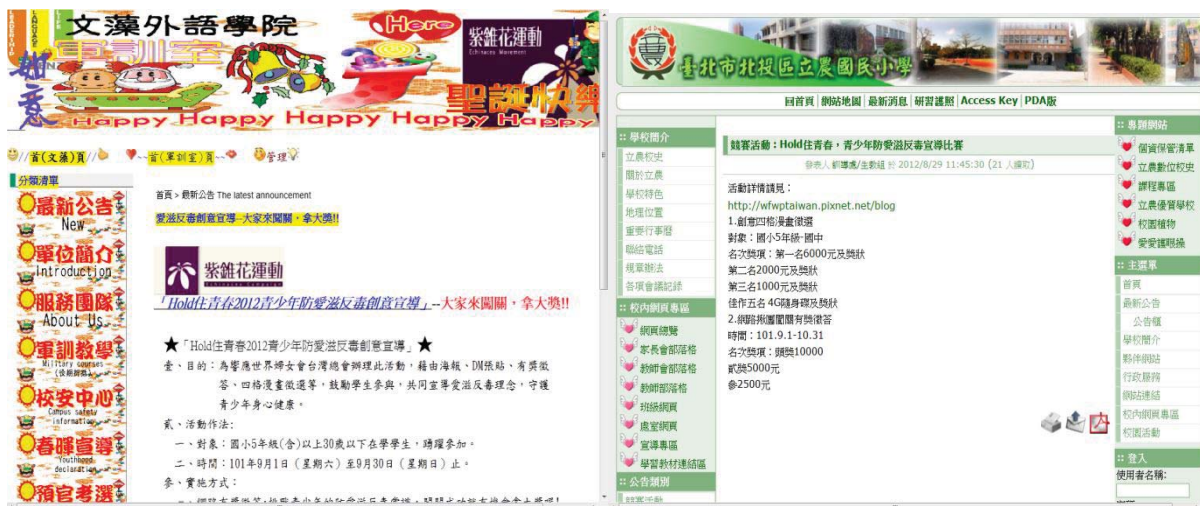 文藻外語學院
Here
紫錐花運動
Echinacea Movement
軍訓室
如意
聖誕快樂
Happy Happy Happy Happy Happy
//首(文藻)頁//
~~首(軍訓室)頁~~
管理
分類清單
最新公告
New
單位簡介
Introduction
服務團隊
About Us
軍訓教學
Military courses
校安中心
Campus safety
information
春暉宣導
Youthhood
declaration
預官考選
首頁 > 最新公告 The latest announcement
愛滋反毒創意宣導--大家來闖關，拿大獎!!
紫錐花運動
「Hold住青春2012青少年防愛滋反毒創意宣導」--大家來闖關，拿大獎!!
★「Hold住青春2012青少年防愛滋反毒創意宣導」★
壹、目的：為響應世界婦女會台灣總會辦理此活動，藉由海報、DM張貼、有獎徵
答、四格漫畫徵選等，鼓勵學生參與，共同宣導愛滋反毒理念，守護
青少年身心健康。
貳、活動作法:
一、對象：國小5年級(含)以上30歲以下在學學生，踴躍參加。
二、時間：101年9月1日（星期六）至9月30日（星期日）止。
參、實施方式：
臺北市北投區立農國民小學
回首頁|網站地圖|最新消息|研習護照|Access Key|PDA版
:: 學校簡介
立農校史
關於立農
學校特色
地理位置
重要行事曆
聯絡電話
規章辦法
各項會議記錄
:: 校內網頁專區
網頁總覽
家長會部落格
教師會部落格
教師部落格
班級網頁
處室網頁
宣導專區
學習教材連結區
:: 公告類別
競賽活動
競賽活動：Hold住青春，青少年防愛滋反毒宣導比賽
發表人 訓導處/生教組 於 2012/8/29 11:45:30 (21 人讀取)
活動詳情請見：
http://wfwptaiwan.pixnet.net/blog
1.創意四格漫畫徵選
對象：國小5年級-國中
名次獎項：第一名6000元及獎狀
第二名2000元及獎狀
第三名1000元及獎狀
佳作五名 4G隨身碟及獎狀
2.網路揪團闖關有獎徵答
時間：101.9.1-10.31
名次獎項：頭獎10000
貳獎5000元
參2500元
:: 專題網站
個資保管清單
立農數位校史
課程專區
立農優質學校
校園植物
愛愛護眼操
:: 主選單
首頁
最新公告
公告欄
學校簡介
夥伴網站
行政服務
網站連結
校內網頁專區
校園活動
:: 登入
使用者名稱: